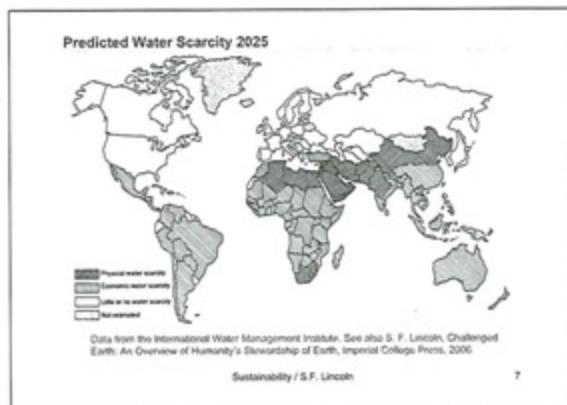 Predicted Water Scarcity 2025
Physical water scarcity
Economic water scarcity
Little or no water scarcity
Not estimated
Data from the International Water Management Institute. See also S. F. Lincoln, Challenged
Earth: An Overview of Humanity's Stewardship of Earth, Imperial College Press, 2006
Sustainability / S.F. Lincoln
7